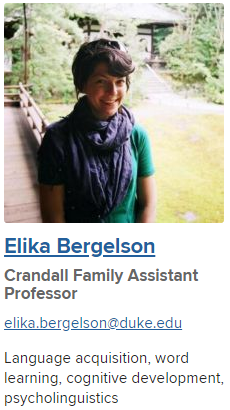 Elika Bergelson
Crandall Family Assistant
Professor
elika.bergelson@duke.edu
Language acquisition, word
learning, cognitive development,
psycholinguistics